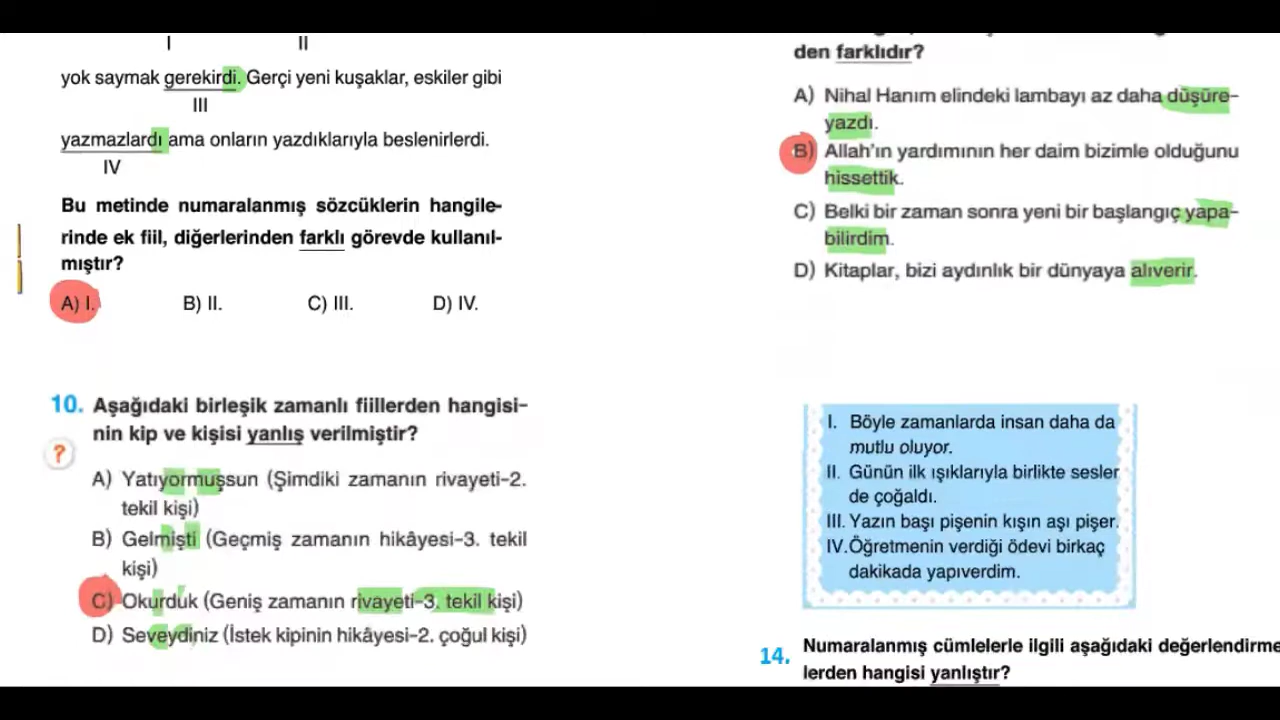 I II
yok saymak gerekirdi. Gerçi yeni kuşaklar, eskiler gibi
III
yazmazlardı ama onların yazdıklarıyla beslenirlerdi.
IV
Bu metinde numaralanmış sözcüklerin hangile-
rinde ek fiil, diğerlerinden farklı görevde kullanıl-
mıştır?
A) I. B) II. C) III. D) IV.
10. Aşağıdaki birleşik zamanlı fiillerden hangisi-
nin kip ve kişisi yanlış verilmiştir?
?
A) Yatıyormuşsun (Şimdiki zamanın rivayeti-2.
tekil kişi)
B) Gelmişti (Geçmiş zamanın hikâyesi-3. tekil
kişi)
C) Okurduk (Geniş zamanın rivayeti-3. tekil kişi)
D) Seveydiniz (İstek kipinin hikâyesi-2. çoğul kişi)
den farklıdır?
A) Nihal Hanım elindeki lambayı az daha düşüre-
yazdı.
B) Allah'ın yardımının her daim bizimle olduğunu
hissettik.
C) Belki bir zaman sonra yeni bir başlangıç yapa-
bilirdim.
D) Kitaplar, bizi aydınlık bir dünyaya alıverir.
I. Böyle zamanlarda insan daha da
mutlu oluyor.
II. Günün ilk ışıklarıyla birlikte sesler
de çoğaldı.
III. Yazın başı pişenin kışın aşı pişer.
IV.Öğretmenin verdiği ödevi birkaç
dakikada yapıverdim.
14. Numaralanmış cümlelerle ilgili aşağıdaki değerlendirme
lerden hangisi yanlıştır?